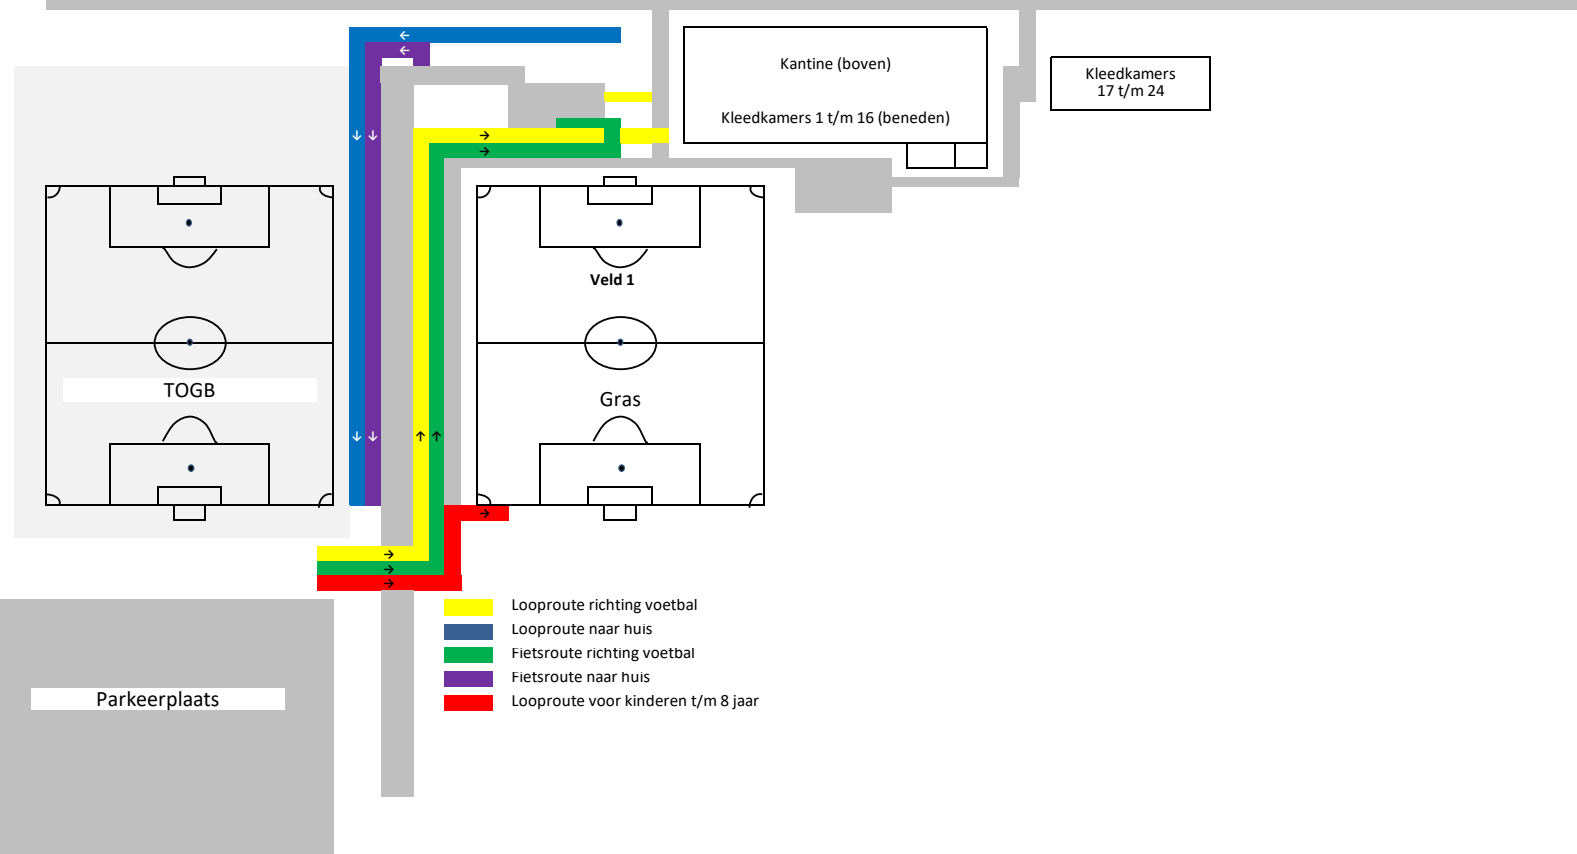 Kantine (boven)
Kleedkamers 1 t/m 16 (beneden)
Kleedkamers
17 t/m 24
Veld 1
TOGB
Gras
Looproute richting voetbal
Looproute naar huis
Fietsroute richting voetbal
Fietsroute naar huis
Looproute voor kinderen t/m 8 jaar
Parkeerplaats